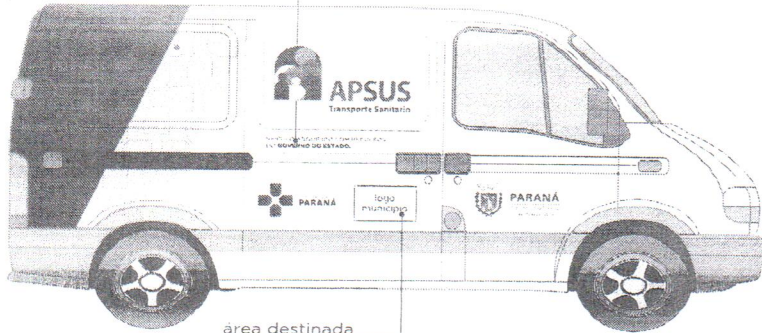 APSUS
Transporte Sanitário
GOVERNO DO ESTADO.
PARANÁ
logo
município
PARANÁ
área destinada